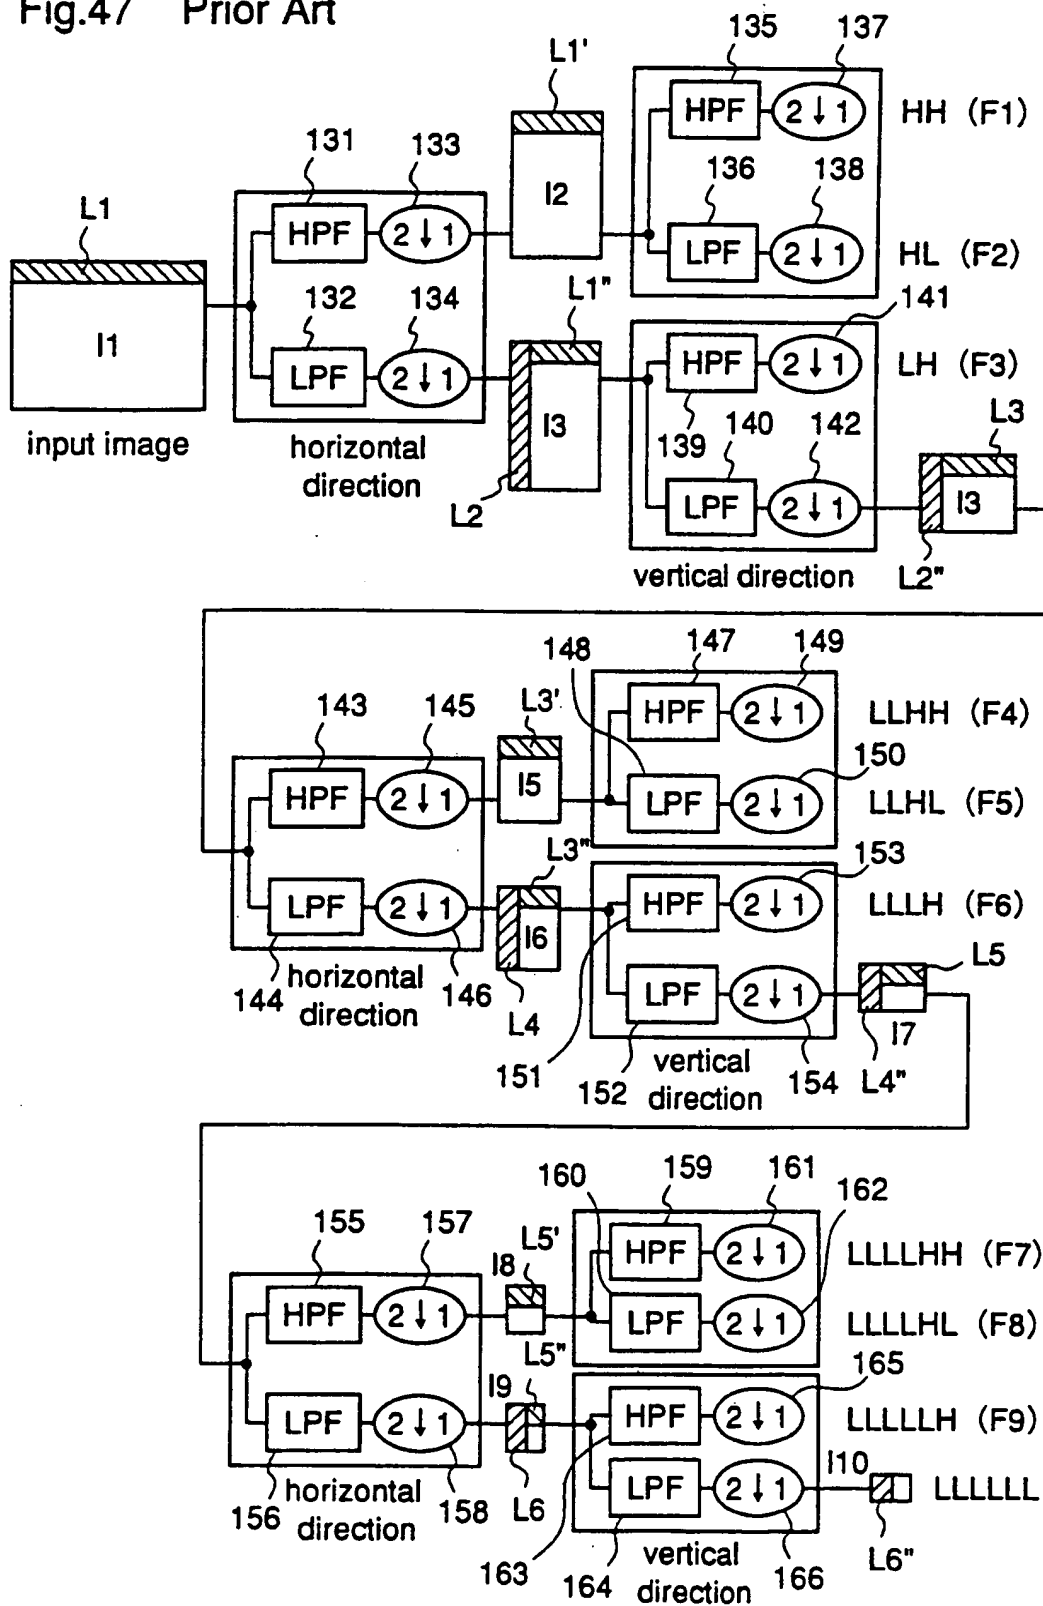 Fig.47 Prior Art
135 137
L1'
HPF 2↓1 HH (F1)
131 133
136 138
I2
L1
HPF 2↓1
LPF 2↓1 HL (F2)
132 134
L1"
141
I1
HPF 2↓1 LH (F3)
LPF 2↓1
I3
139 140 142
L3
input image
horizontal
direction
L2
LPF 2↓1
I3
vertical direction
L2"
148 147 149
143 145
L3'
HPF 2↓1 LLHH (F4)
150
HPF 2↓1
I5
LPF 2↓1 LLHL (F5)
L3"
153
LPF 2↓1
I6
HPF 2↓1 LLLH (F6)
144
horizontal
direction
146
L4
LPF 2↓1
L5
I7
151 152
vertical
direction
154
L4"
160 159 161 162
155 157
L5'
I8
HPF 2↓1 LLLLHH (F7)
HPF 2↓1
LPF 2↓1 LLLLHL (F8)
L5"
165
I9
LPF 2↓1
HPF 2↓1 LLLLLH (F9)
156
horizontal
direction
158
L6
LPF 2↓1
I10
LLLLLL
163 164
vertical
direction
166
L6"